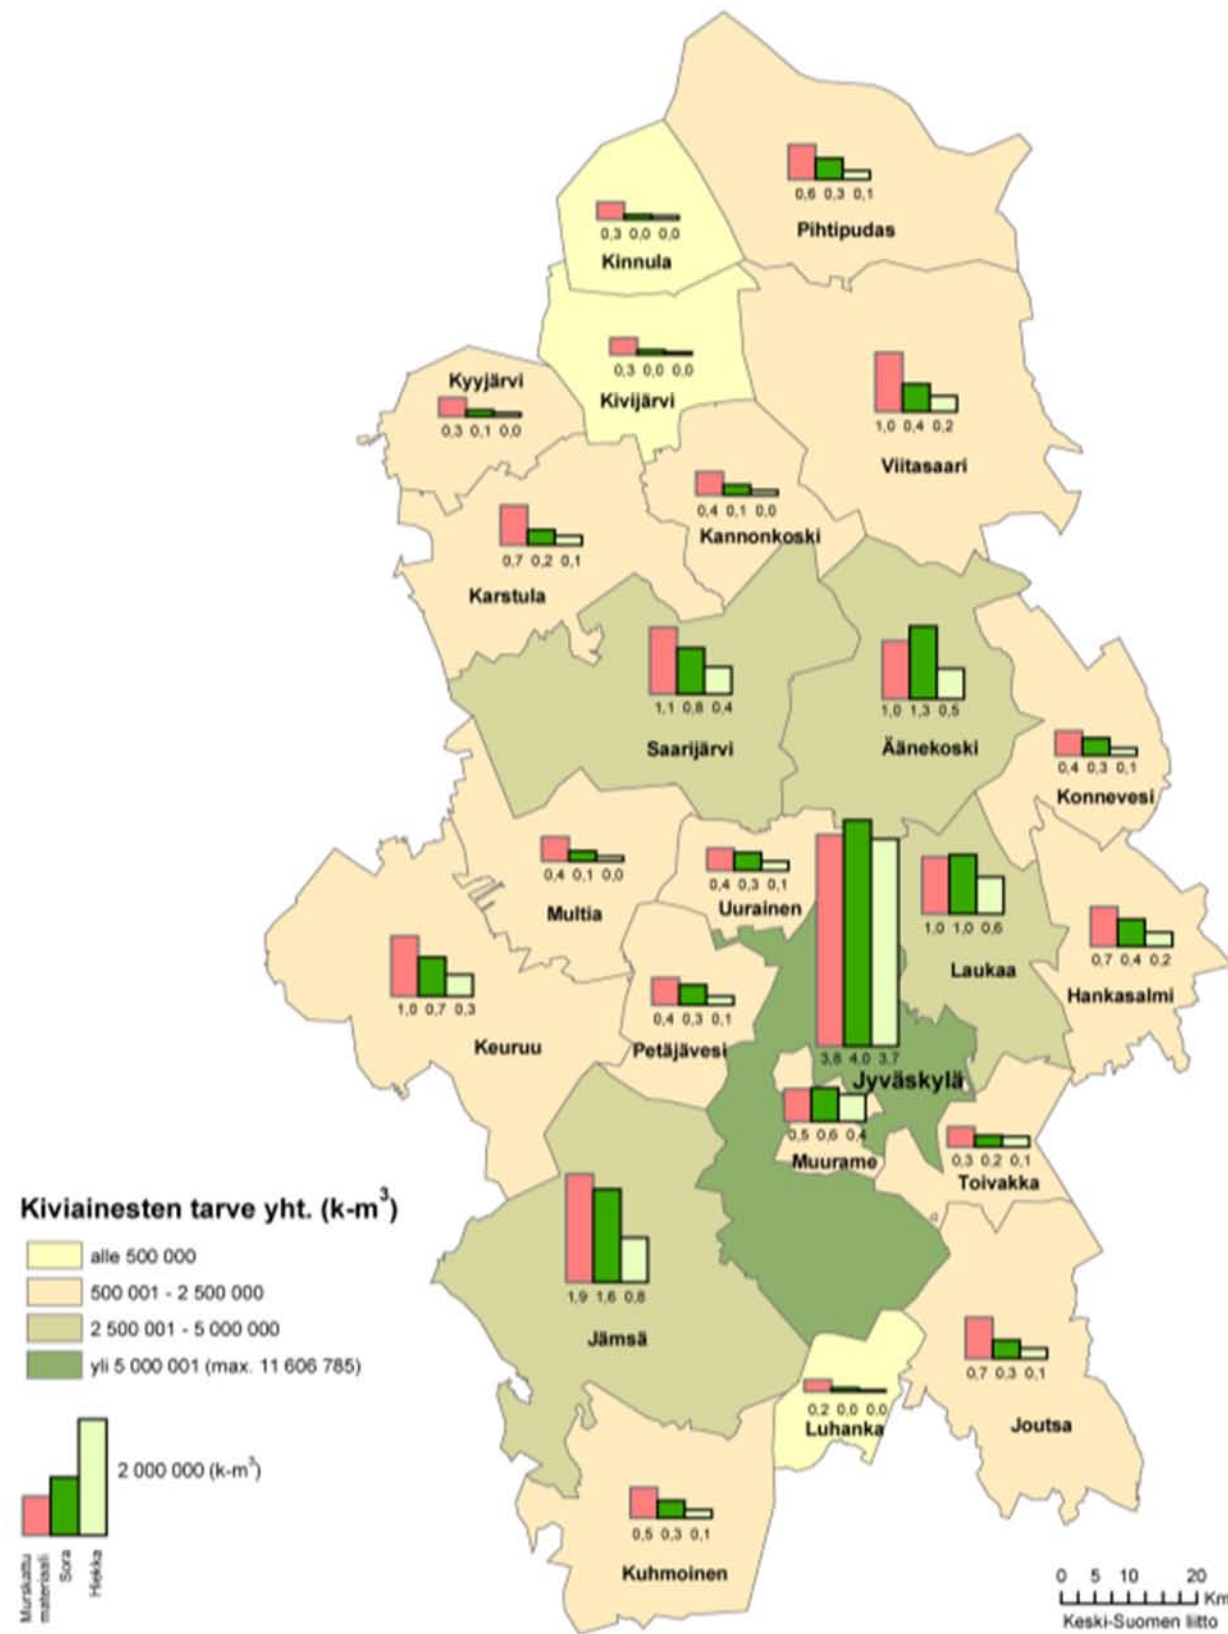 0,6 0,3 0,1
Pihtipudas
0,3 0,0 0,0
Kinnula
0,3 0,0 0,0
Kivijärvi
Kyyjärvi
0,3 0,1 0,0
1,0 0,4 0,2
Viitasaari
0,4 0,1 0,0
Kannonkoski
0,7 0,2 0,1
Karstula
1,1 0,8 0,4
Saarijärvi
1,0 1,3 0,5
Äänekoski
0,4 0,3 0,1
Konnevesi
0,4 0,1 0,0
Multia
0,4 0,3 0,1
Uurainen
1,0 1,0 0,6
Laukaa
0,7 0,4 0,2
Hankasalmi
1,0 0,7 0,3
Keuruu
0,4 0,3 0,1
Petäjävesi
3,8 4,0 3,7
Jyväskylä
0,5 0,6 0,4
Muurame
0,3 0,2 0,1
Toivakka
1,9 1,6 0,8
Jämsä
0,7 0,3 0,1
Joutsa
0,2 0,0 0,0
Luhanka
0,5 0,3 0,1
Kuhmoinen
Kiviainesten tarve yht. (k-m³)
alle 500 000
500 001 - 2 500 000
2 500 001 - 5 000 000
yli 5 000 001 (max. 11 606 785)
2 000 000 (k-m³)
Murskattu
materiaali
Sora
Hiekka
0 5 10 20
Km
Keski-Suomen liitto